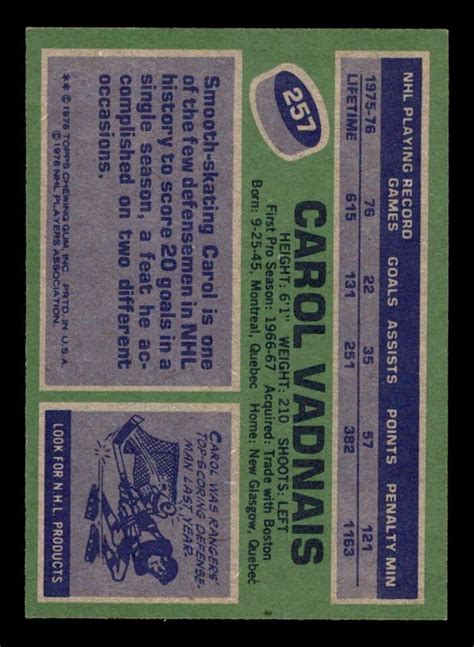 257
CAROL VADNAIS
HEIGHT: 6'1" WEIGHT: 210 SHOOTS: LEFT
First Pro Season: 1966-67 Acquired: Trade with Boston
Born: 9-25-45, Montreal, Quebec Home: New Glasgow, Quebec
NHL PLAYING RECORD
GAMES GOALS ASSISTS POINTS PENALTY MIN
1975-76 76 22 35 57 121
LIFETIME 615 131 251 382 1163
Smooth-skating Carol is one
of the few defensemen in NHL
history to score 20 goals in a
single season, a feat he ac-
complished on two different
occasions.
** © 1976 TOPPS CHEWING GUM, INC. PRTD. IN U.S.A.
© 1976 NHL PLAYERS ASSOCIATION.
CAROL WAS RANGERS'
TOP-SCORING DEFENSE-
MAN LAST YEAR.
LOOK FOR N.H.L. PRODUCTS